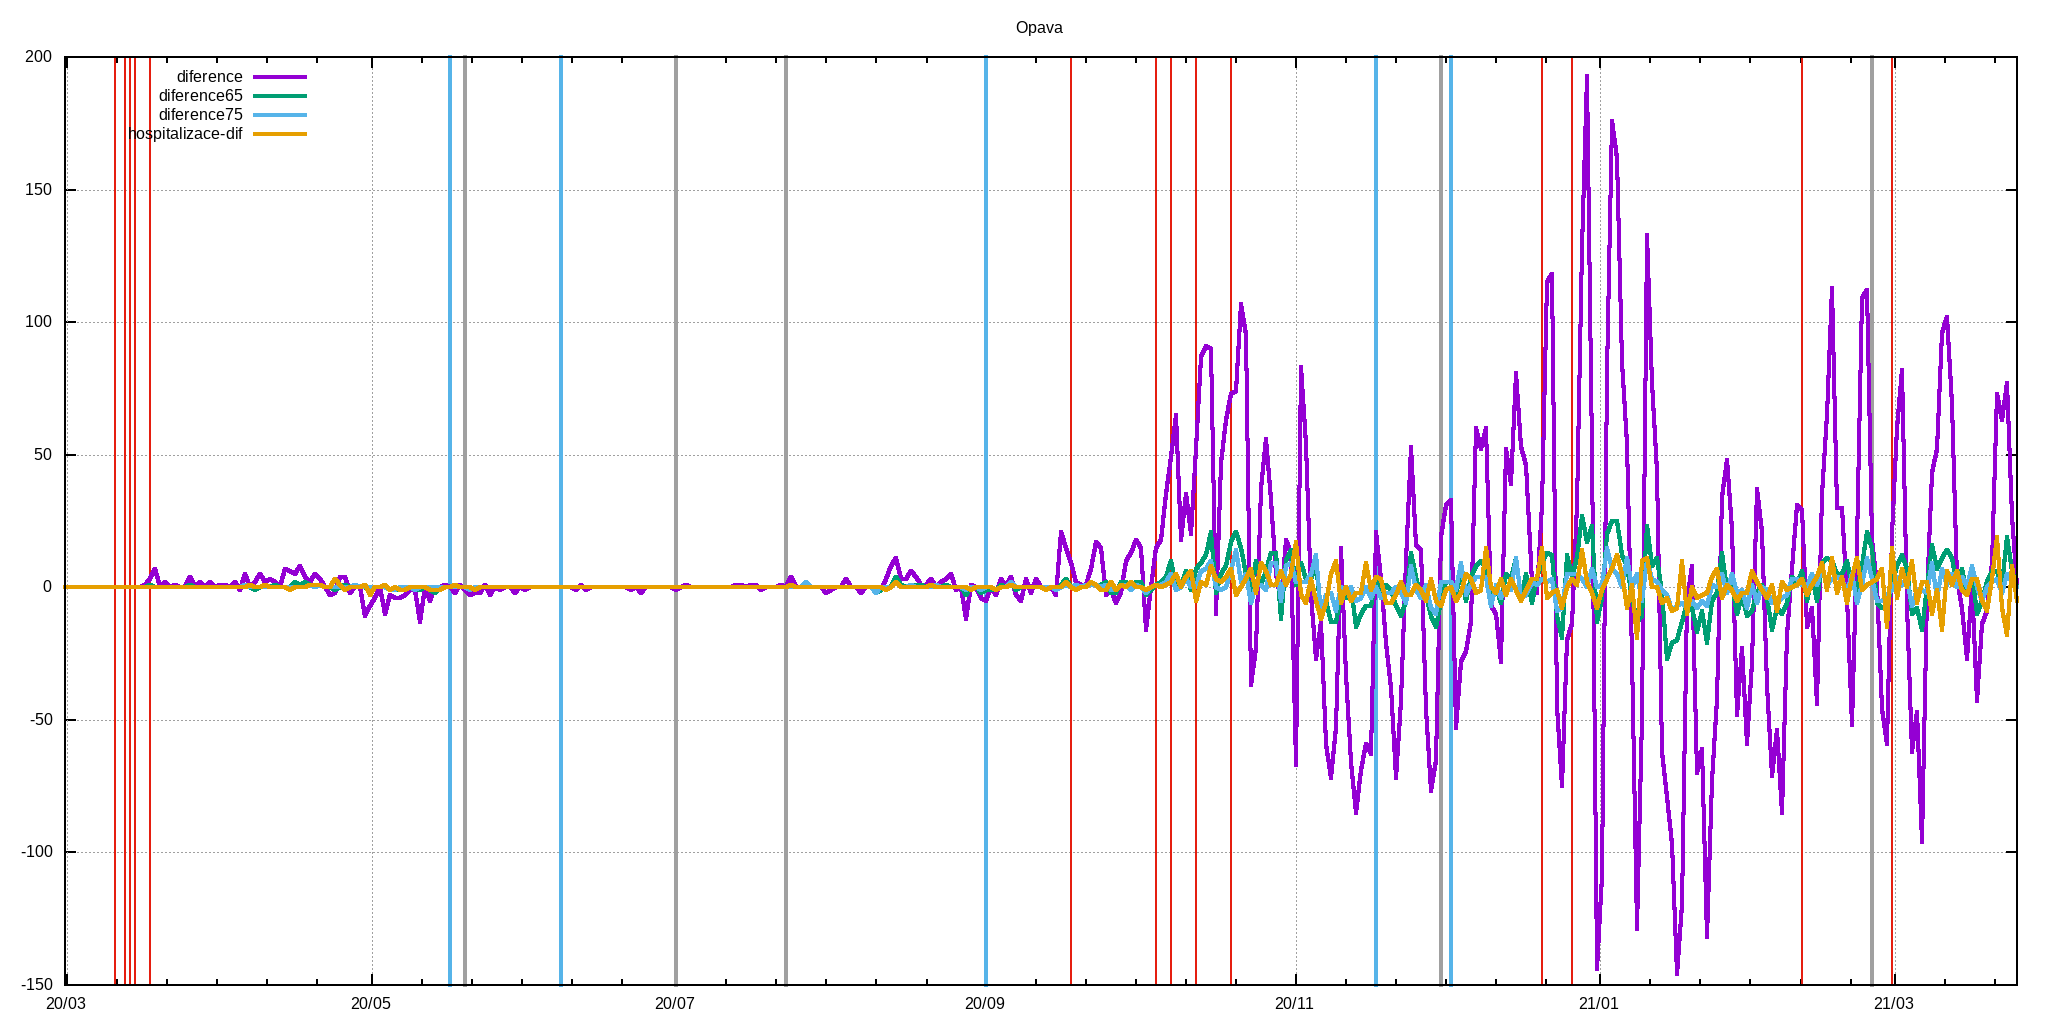 Opava
200
diference
diference65
diference75
hospitalizace-dif
150
100
50
0
-50
-100
-150
20/03 20/05 20/07 20/09 20/11 21/01 21/03